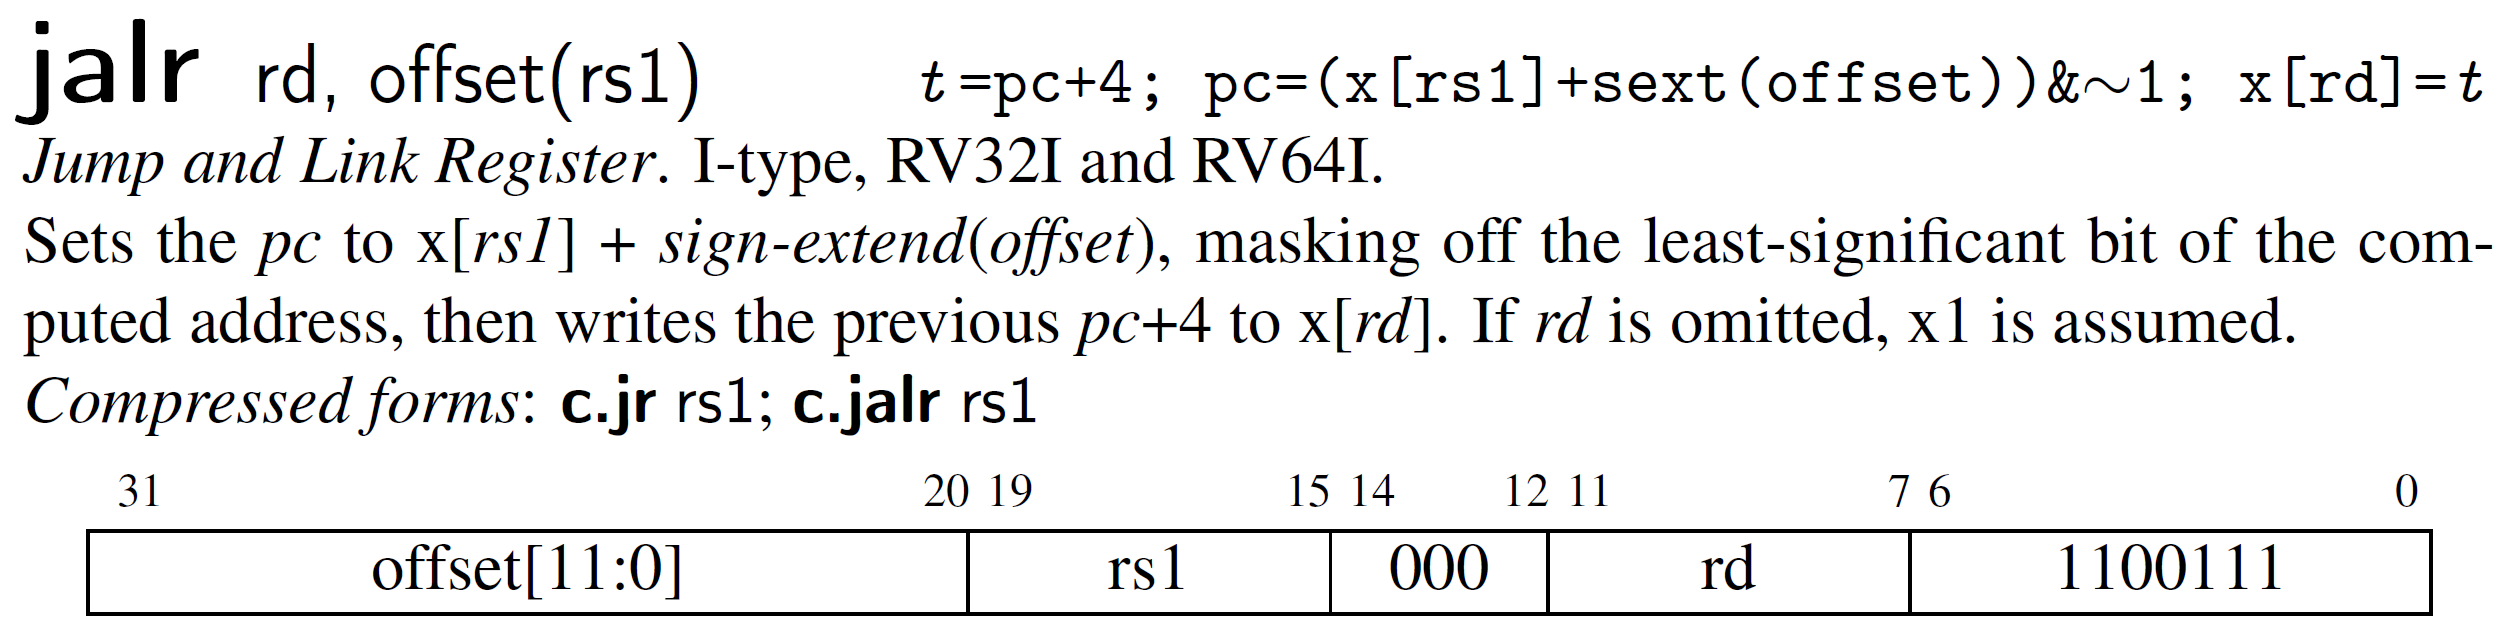 jalr rd, offset(rs1) t=pc+4; pc=(x[rs1]+sext(offset))&∼1; x[rd]=t
Jump and Link Register. I-type, RV32I and RV64I.
Sets the pc to x[rs1] + sign-extend(offset), masking off the least-significant bit of the com-
puted address, then writes the previous pc+4 to x[rd]. If rd is omitted, x1 is assumed.
Compressed forms: c.jr rs1; c.jalr rs1
31 20 19 15 14 12 11 7 6 0
offset[11:0] rs1 000 rd 1100111